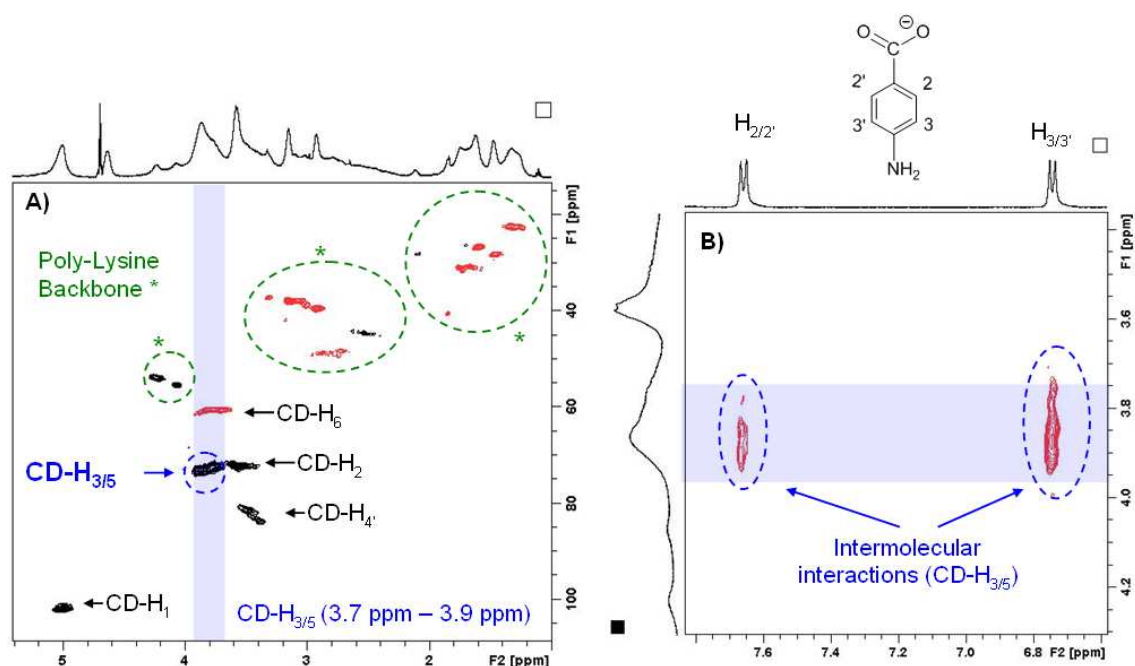 O
⊖
O
C
2'
2
3'
3
NH2
H2/2'
H3/3'
A)
F1 [ppm]
Poly-Lysine
Backbone *
*
*
*
40
60
80
100
CD-H6
CD-H3/5
CD-H2
CD-H4'
CD-H1
CD-H3/5 (3.7 ppm – 3.9 ppm)
5
4
3
2
F2 [ppm]
B)
F1 [ppm]
3.6
3.8
4.0
4.2
Intermolecular
interactions (CD-H3/5)
7.6
7.4
7.2
7.0
6.8
F2 [ppm]